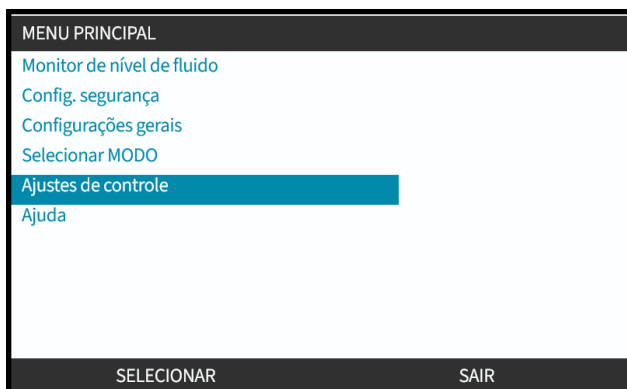 MENU PRINCIPAL
Monitor de nível de fluido
Config. segurança
Configurações gerais
Selecionar MODO
Ajustes de controle
Ajuda
SELECIONAR SAIR